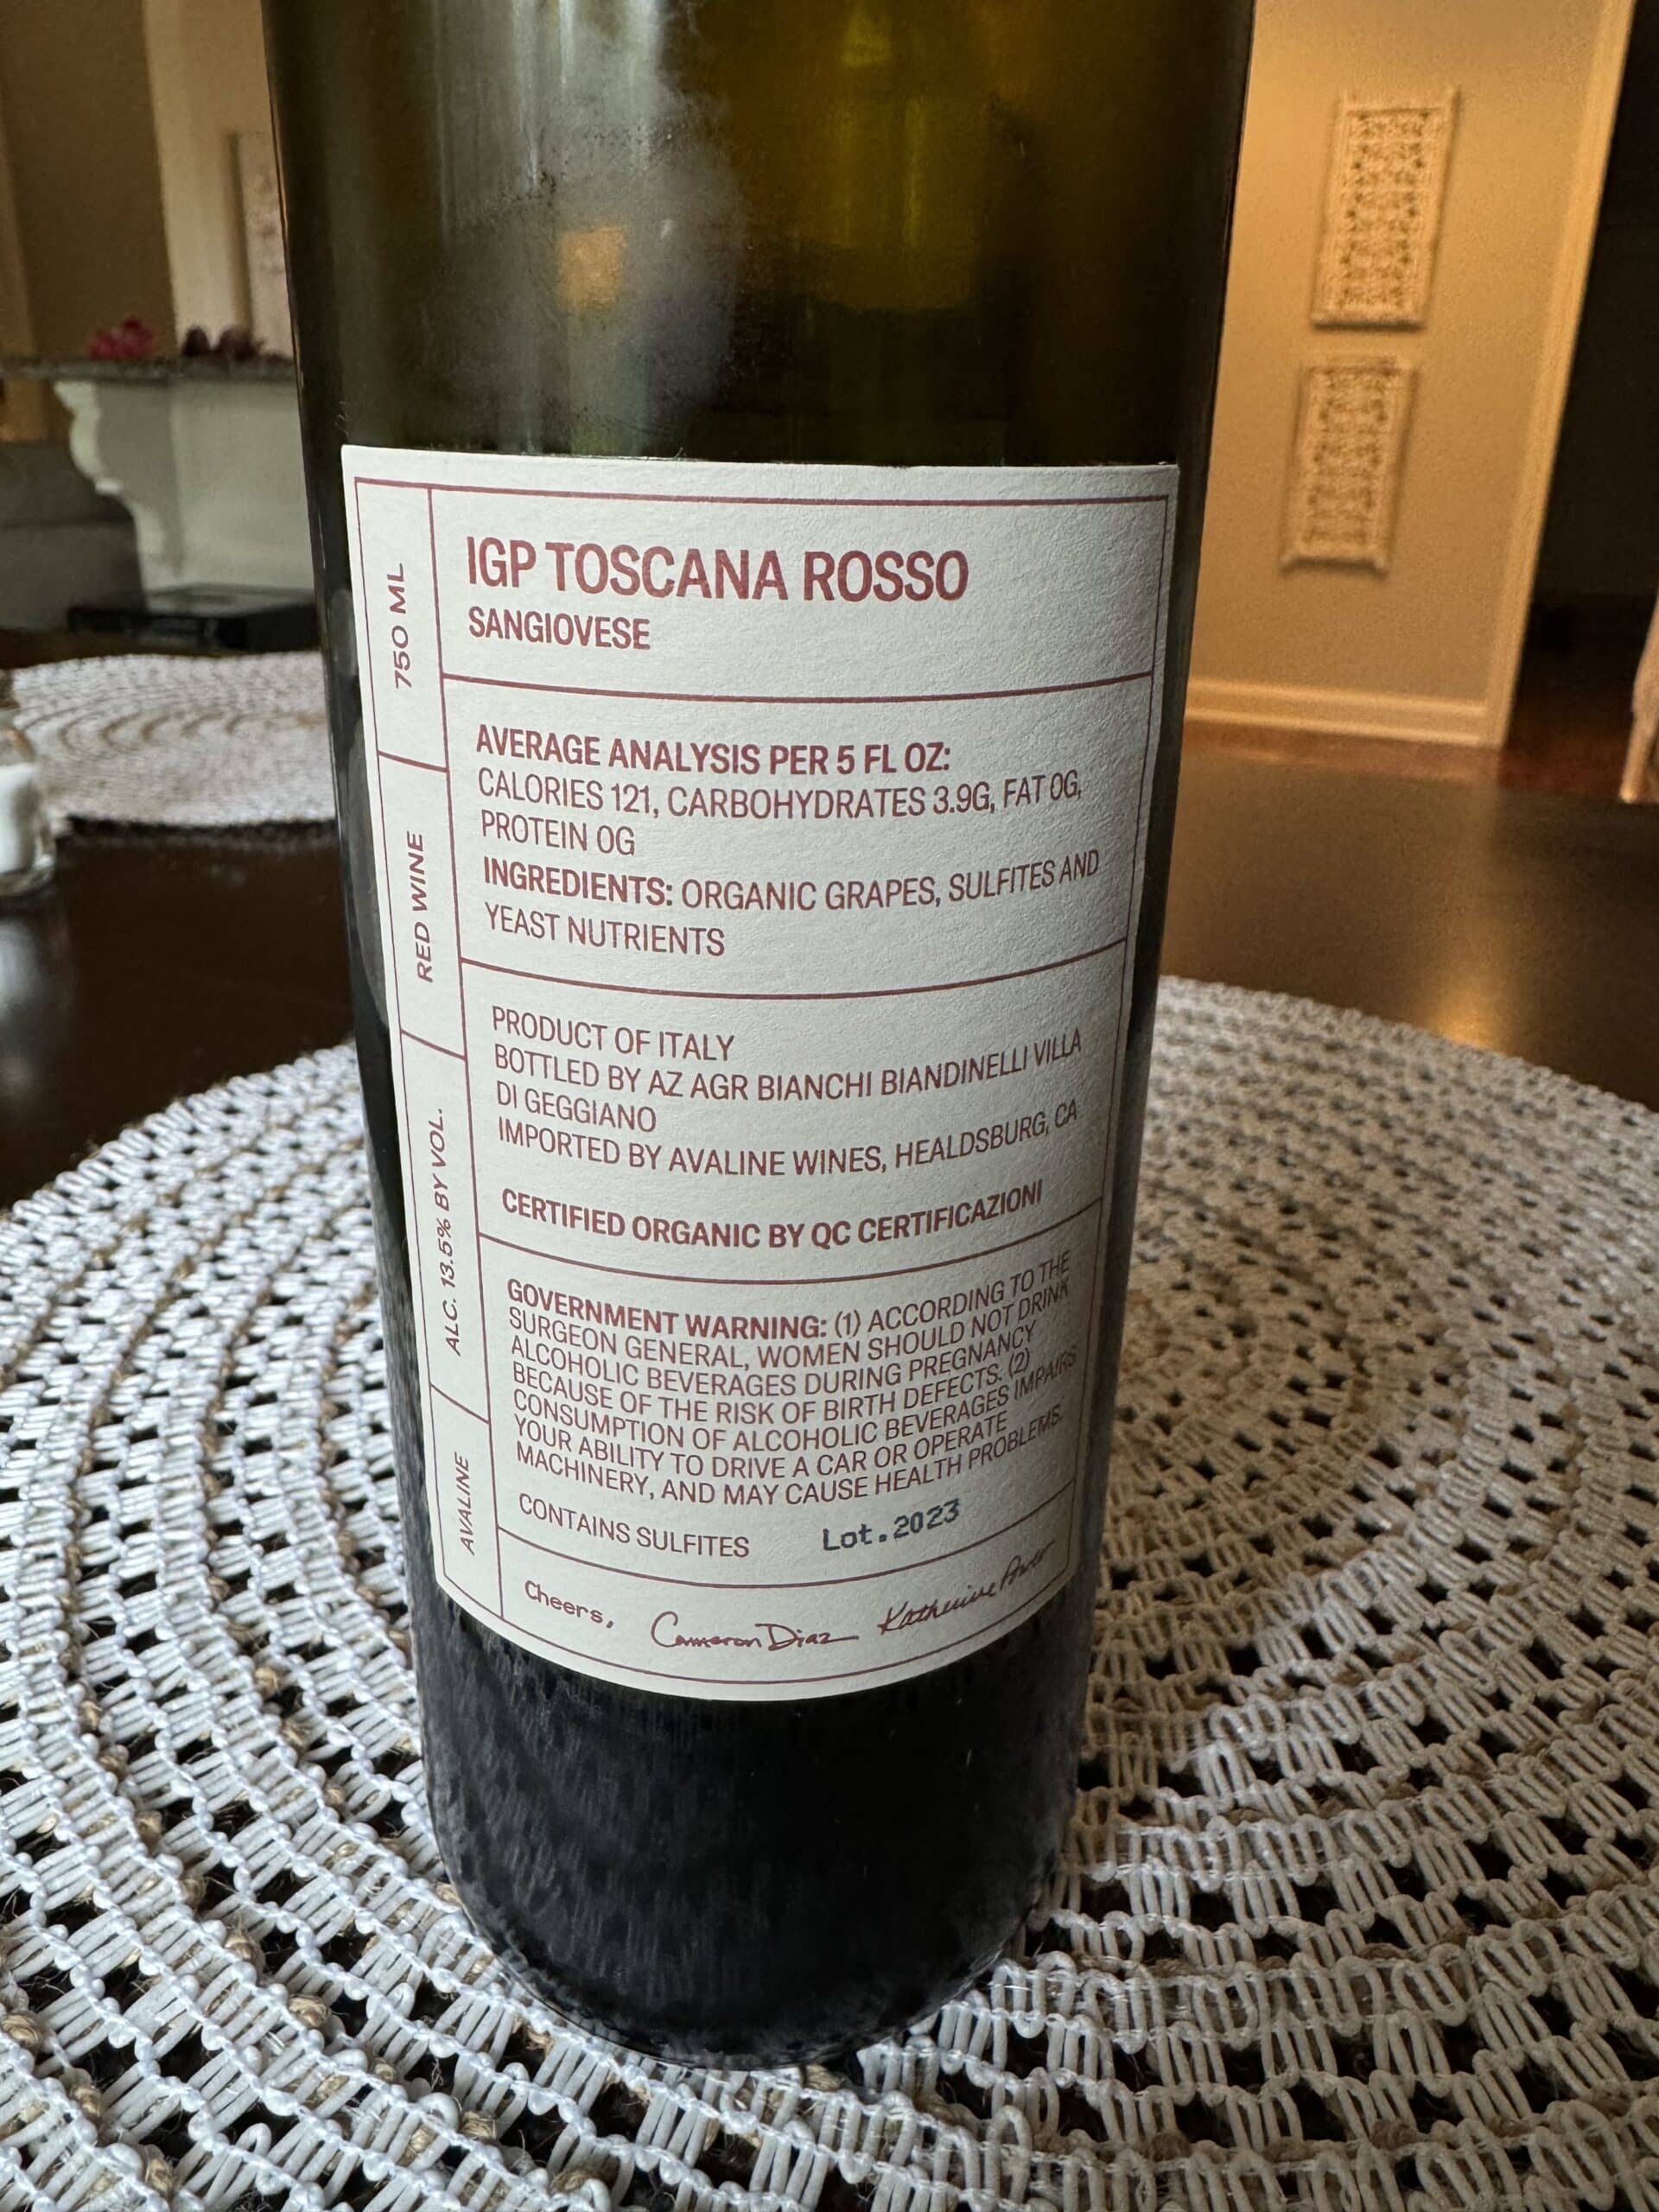 750 ML
RED WINE
ALC. 13.5% BY VOL.
AVALINE
IGP TOSCANA ROSSO
SANGIOVESE
AVERAGE ANALYSIS PER 5 FL OZ:
CALORIES 121, CARBOHYDRATES 3.9G, FAT 0G,
PROTEIN 0G
INGREDIENTS: ORGANIC GRAPES, SULFITES AND
YEAST NUTRIENTS
PRODUCT OF ITALY
BOTTLED BY AZ AGR BIANCHI BIANDINELLI VILLA
DI GEGGIANO
IMPORTED BY AVALINE WINES, HEALDSBURG, CA
CERTIFIED ORGANIC BY QC CERTIFICAZIONI
GOVERNMENT WARNING: (1) ACCORDING TO THE
SURGEON GENERAL, WOMEN SHOULD NOT DRINK
ALCOHOLIC BEVERAGES DURING PREGNANCY
BECAUSE OF THE RISK OF BIRTH DEFECTS. (2)
CONSUMPTION OF ALCOHOLIC BEVERAGES IMPAIRS
YOUR ABILITY TO DRIVE A CAR OR OPERATE
MACHINERY, AND MAY CAUSE HEALTH PROBLEMS.
CONTAINS SULFITES Lot.2023
Cheers, Cameron Diaz Katherine Power